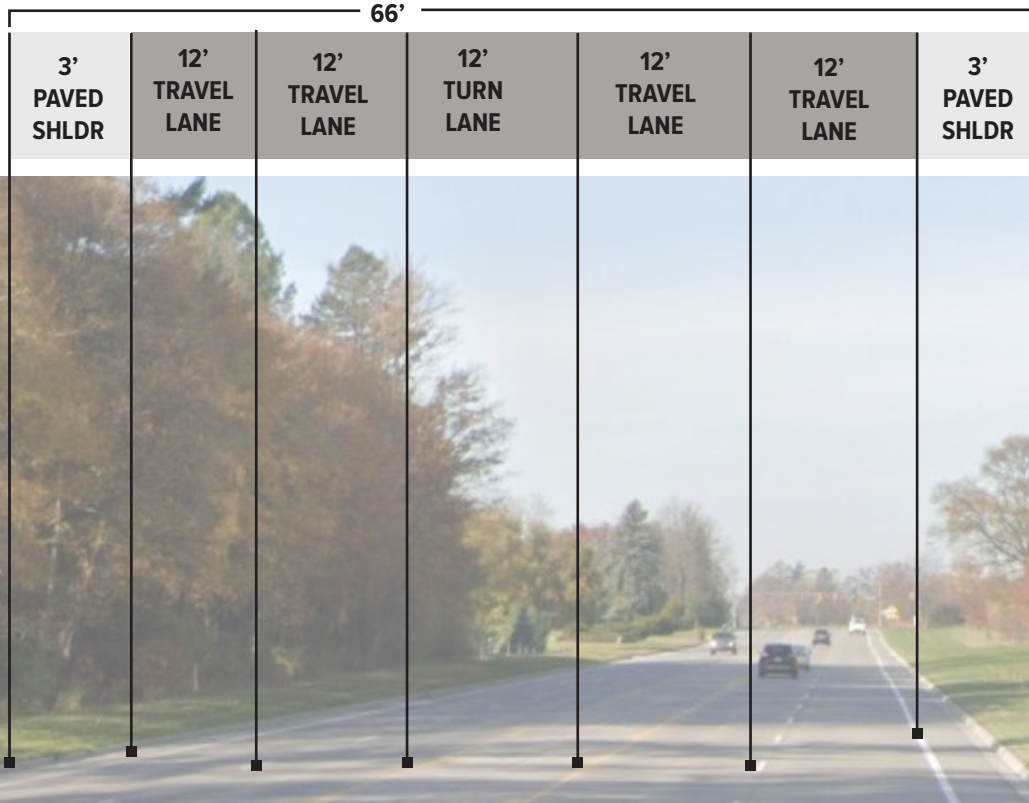 66’
3’
PAVED
SHLDR
12’
TRAVEL
LANE
12’
TRAVEL
LANE
12’
TURN
LANE
12’
TRAVEL
LANE
12’
TRAVEL
LANE
3’
PAVED
SHLDR